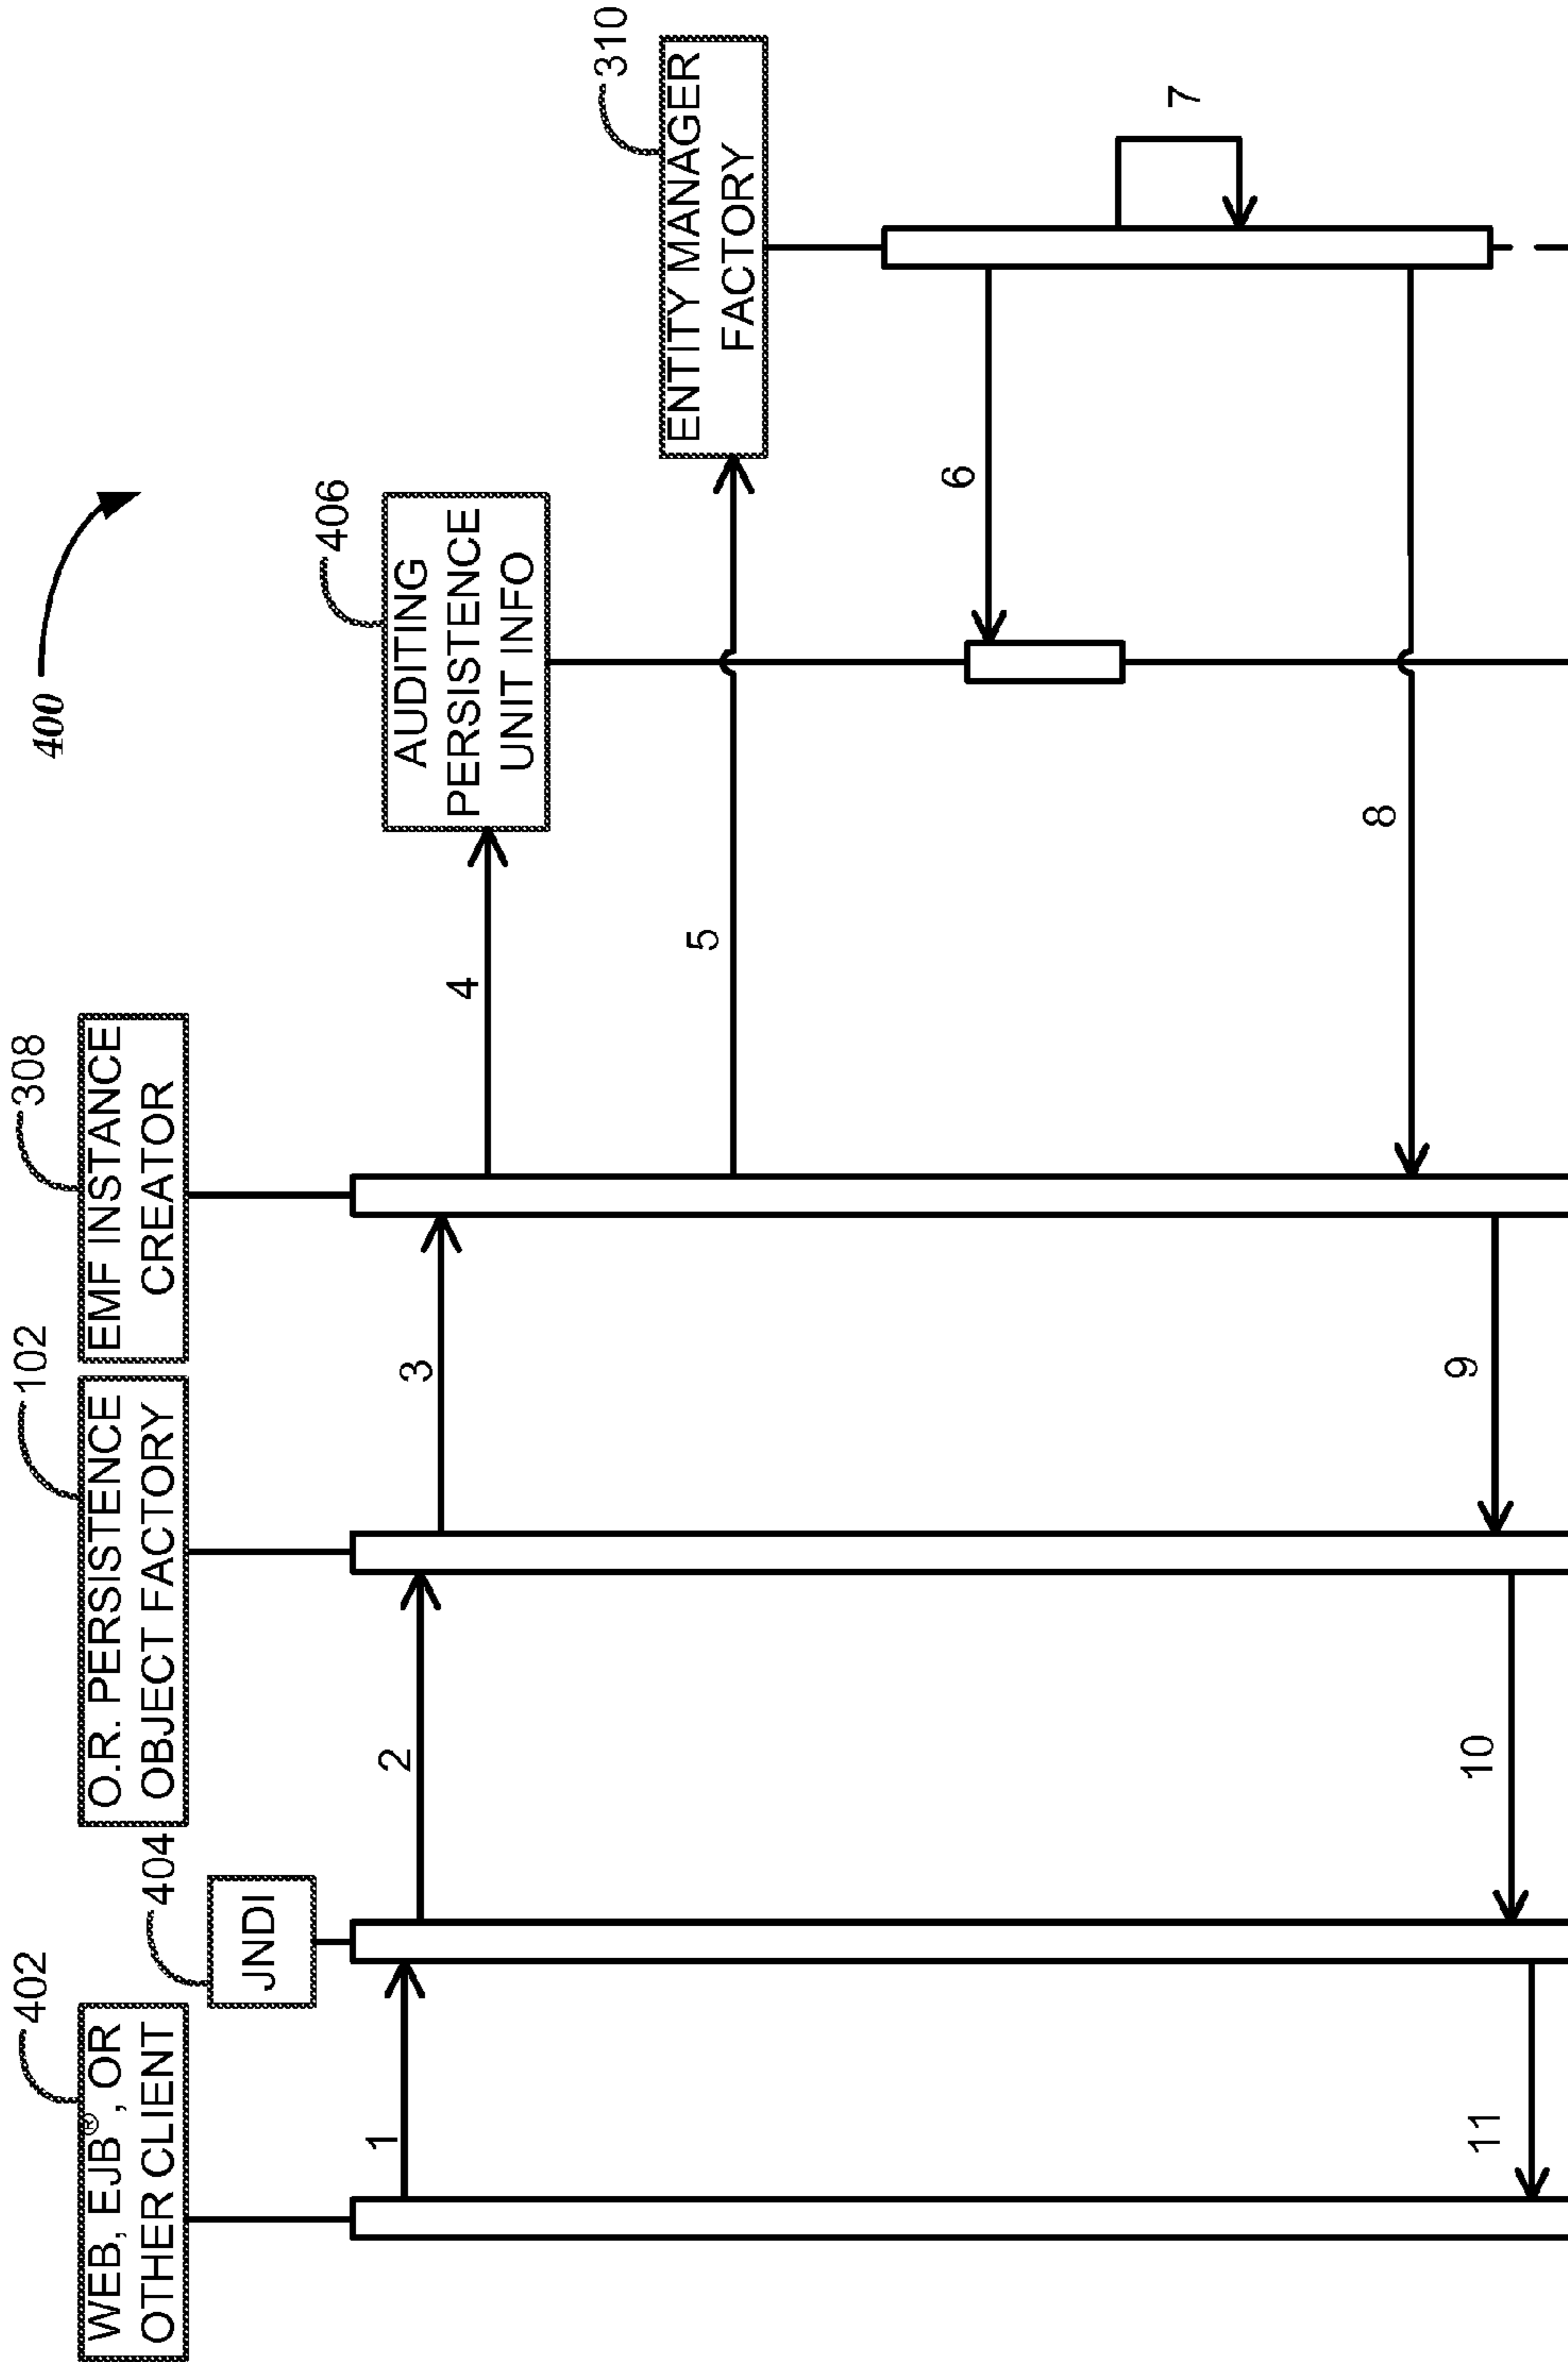 400
402
WEB, EJB®, OR
OTHER CLIENT
404
JNDI
102
O.R. PERSISTENCE
OBJECT FACTORY
308
EMF INSTANCE
CREATOR
406
AUDITING
PERSISTENCE
UNIT INFO
310
ENTITY MANAGER
FACTORY
1
2
3
4
5
6
7
8
9
10
11